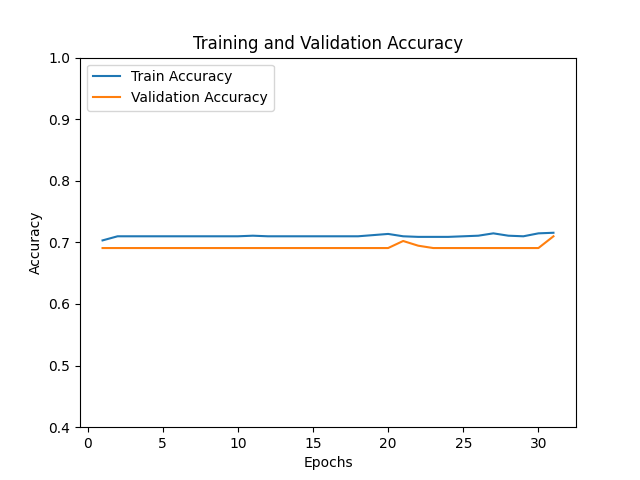 Training and Validation Accuracy
Train Accuracy
Validation Accuracy
1.0
0.9
0.8
0.7
0.6
0.5
0.4
Accuracy
0 5 10 15 20 25 30
Epochs